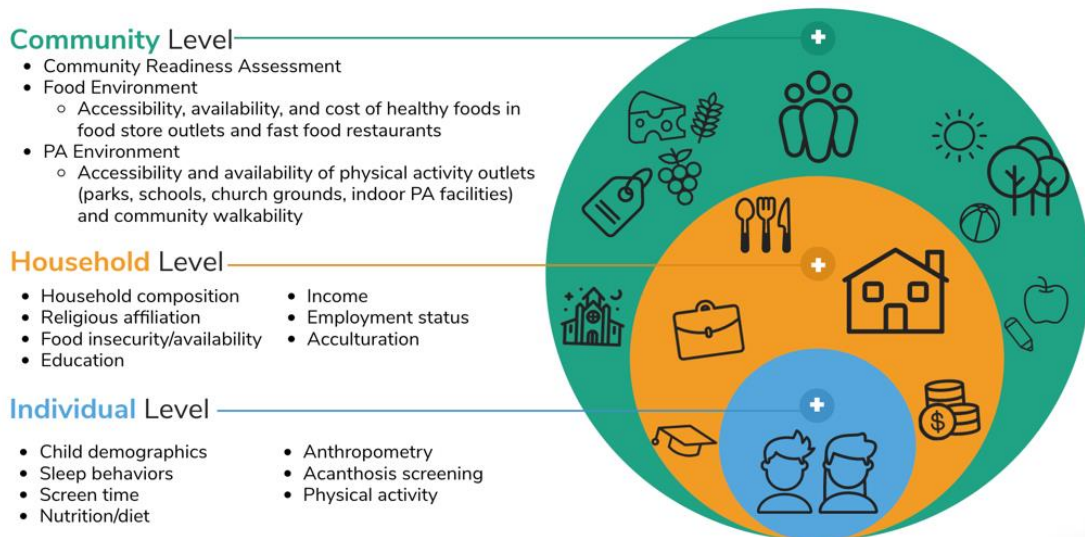 Community Level
• Community Readiness Assessment
• Food Environment
○ Accessibility, availability, and cost of healthy foods in
food store outlets and fast food restaurants
• PA Environment
○ Accessibility and availability of physical activity outlets
(parks, schools, church grounds, indoor PA facilities)
and community walkability
Household Level
• Household composition
• Religious affiliation
• Food insecurity/availability
• Education
• Income
• Employment status
• Acculturation
Individual Level
• Child demographics
• Sleep behaviors
• Screen time
• Nutrition/diet
• Anthropometry
• Acanthosis screening
• Physical activity
$